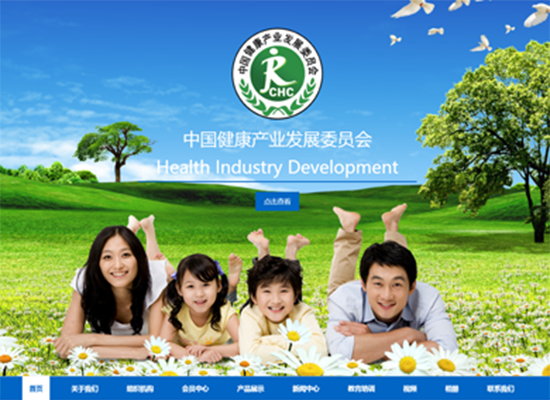 中国健康产业发展委员会
CHC
中国健康产业发展委员会
Health Industry Development
点击查看
首页 关于我们 组织机构 会员中心 产品展示 新闻中心 教育培训 视频 相册 联系我们